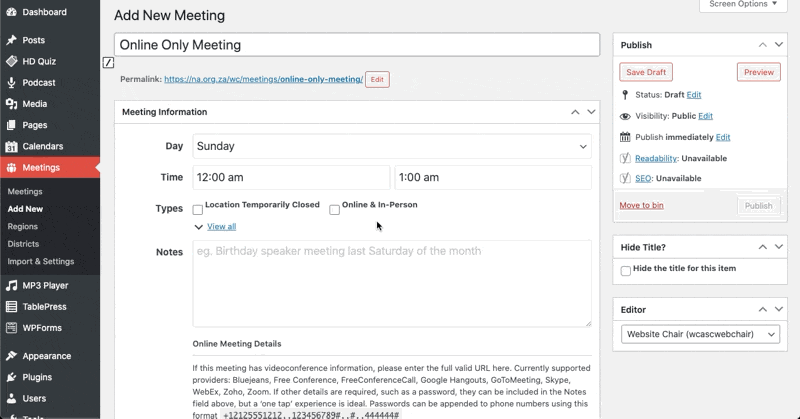 Dashboard
Posts
HD Quiz
Podcast
Media
Pages
31 Calendars
Meetings
Meetings
Add New
Regions
Districts
Import & Settings
MP3 Player
TablePress
WPForms
Appearance
Plugins
Users
Tools
Screen Options
Add New Meeting
Online Only Meeting
Permalink: https://na.org.za/wc/meetings/online-only-meeting/ Edit
Meeting Information
Day Sunday
Time 12:00 am 1:00 am
Types Location Temporarily Closed Online & In-Person
View all
Notes eg. Birthday speaker meeting last Saturday of the month
Online Meeting Details
If this meeting has videoconference information, please enter the full valid URL here. Currently supported
providers: Bluejeans, Free Conference, FreeConferenceCall, Google Hangouts, GoToMeeting, Skype,
WebEx, Zoho, Zoom. If other details are required, such as a password, they can be included in the Notes
field above, but a 'one tap' experience is ideal. Passwords can be appended to phone numbers using this
format +12125551212,,123456789#,,#,,444444#
Publish
Save Draft Preview
Status: Draft Edit
Visibility: Public Edit
Publish immediately Edit
Readability: Unavailable
SEO: Unavailable
Move to bin Publish
Hide Title?
Hide the title for this item
Editor
Website Chair (wcascwebchair)